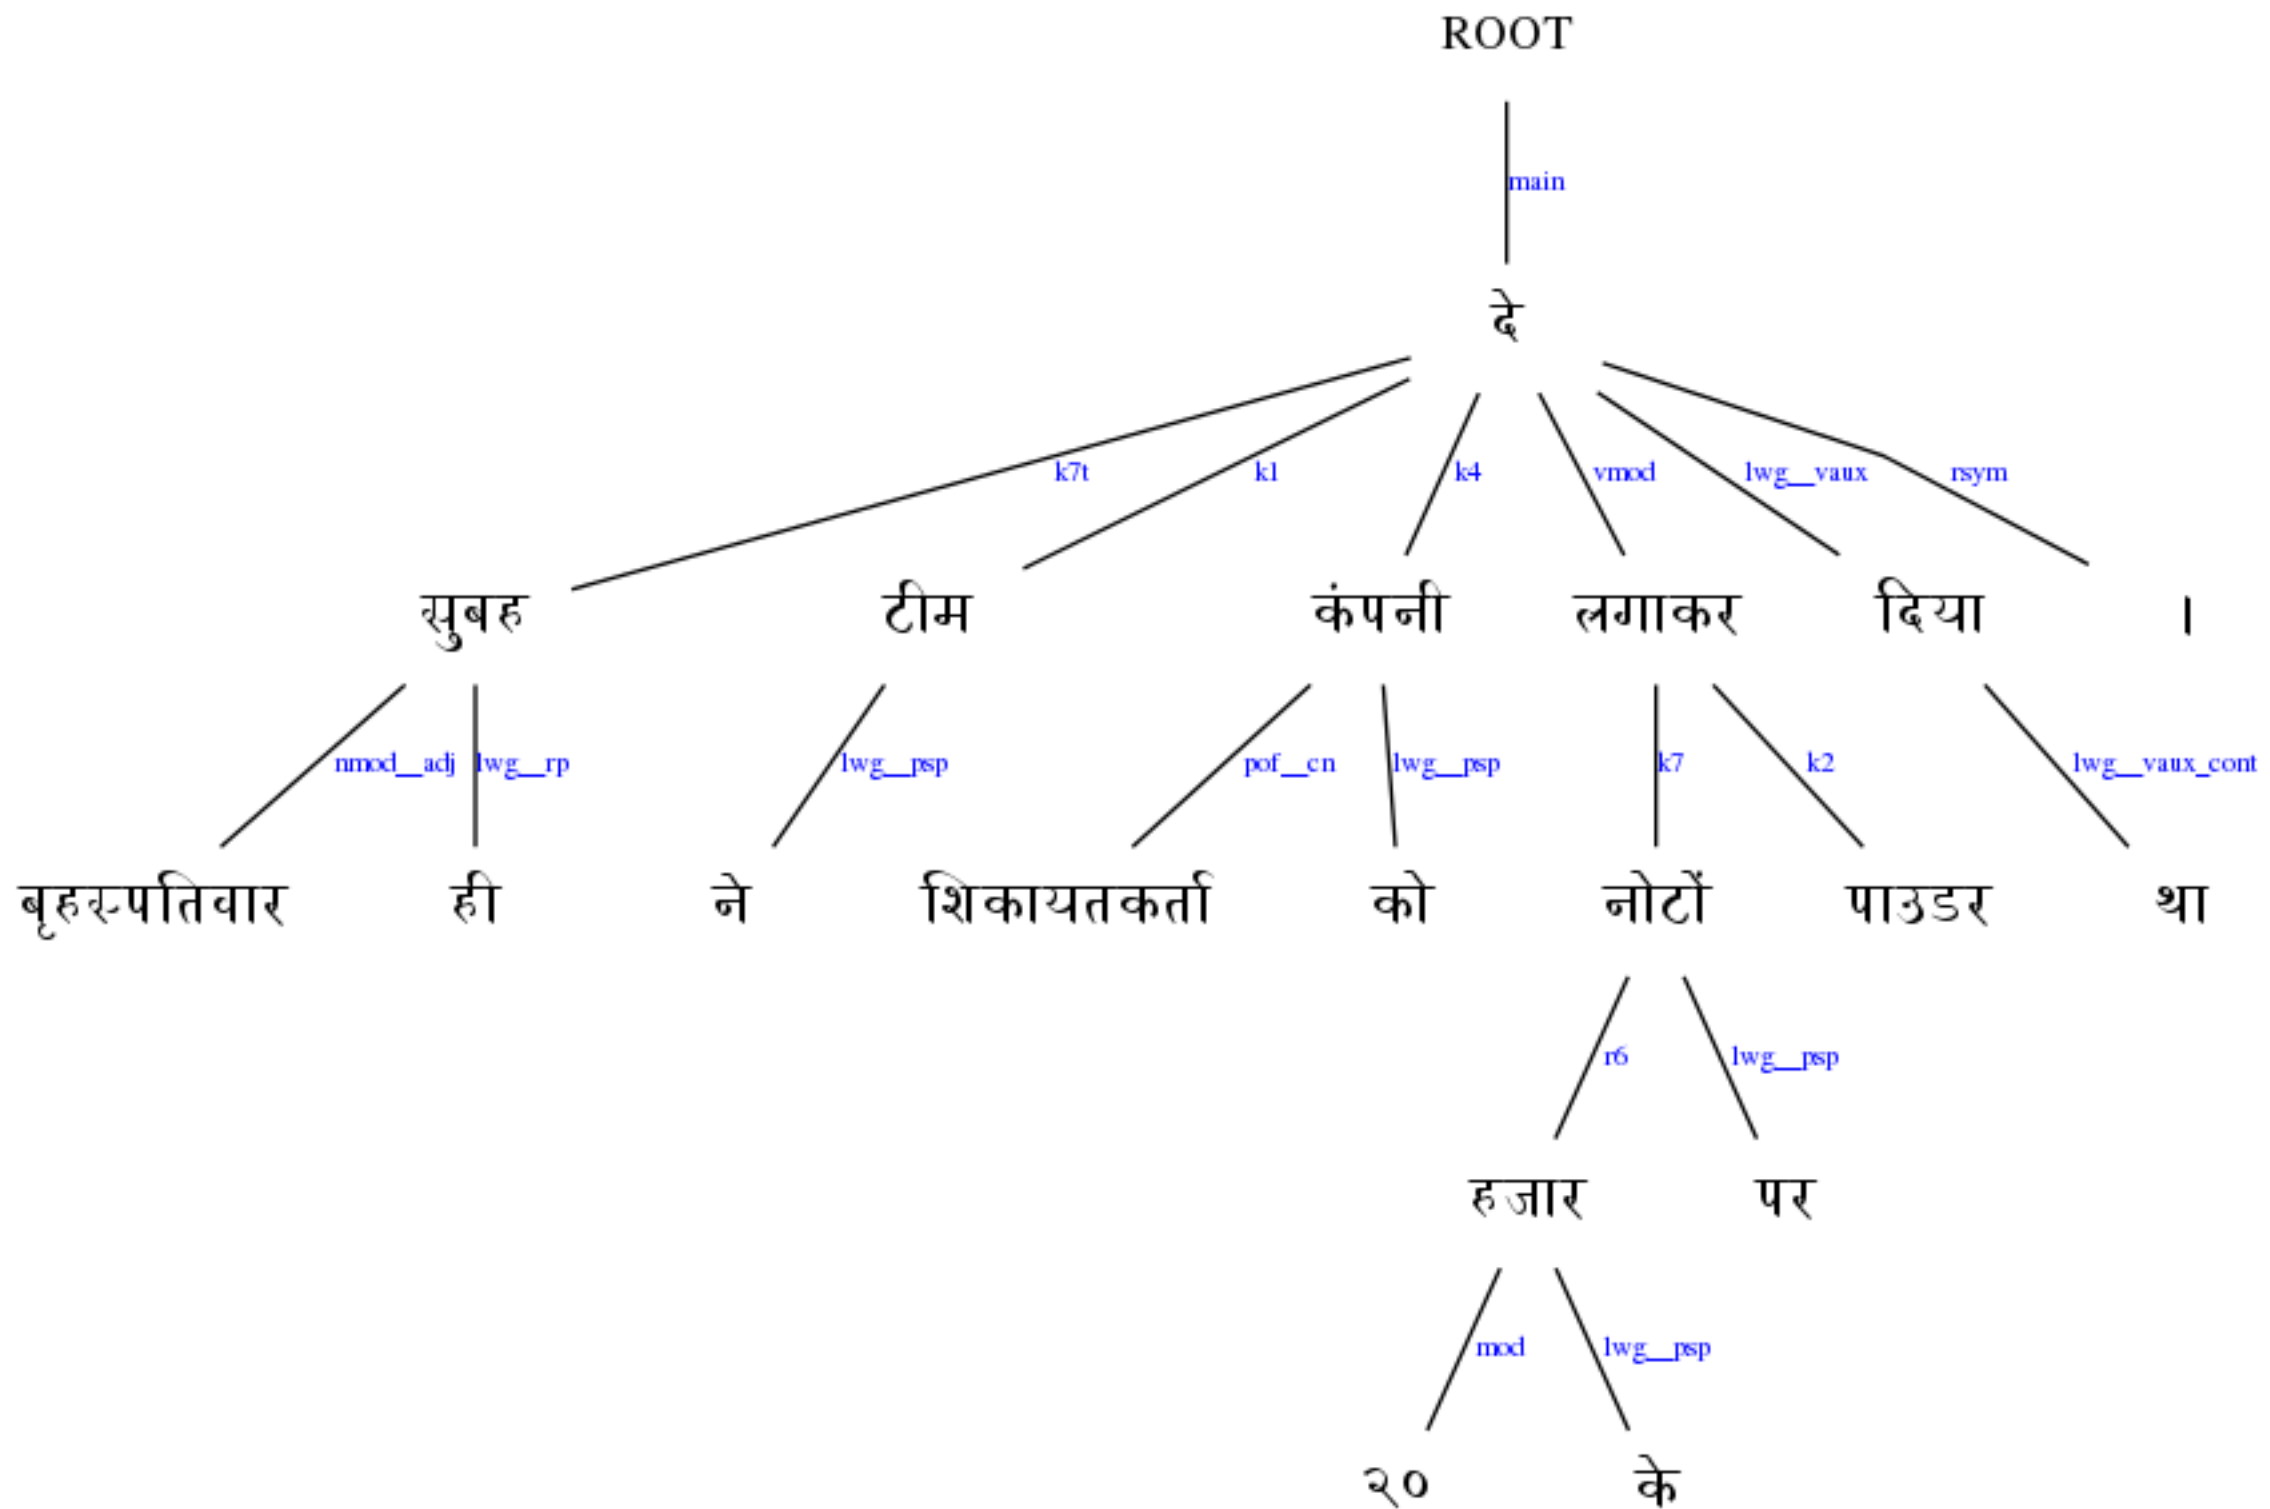 ROOT
main
दे
k7t k1 k4 vmod lwg__vaux rsym
सुबह टीम कंपनी लगाकर दिया ।
nmod__adj lwg__rp lwg__psp pof__cn lwg__psp k7 k2 lwg__vaux_cont
बृहस्पतिवार ही ने शिकायतकर्ता को नोटों पाउडर था
r6 lwg__psp
हजार पर
mod lwg__psp
२० के